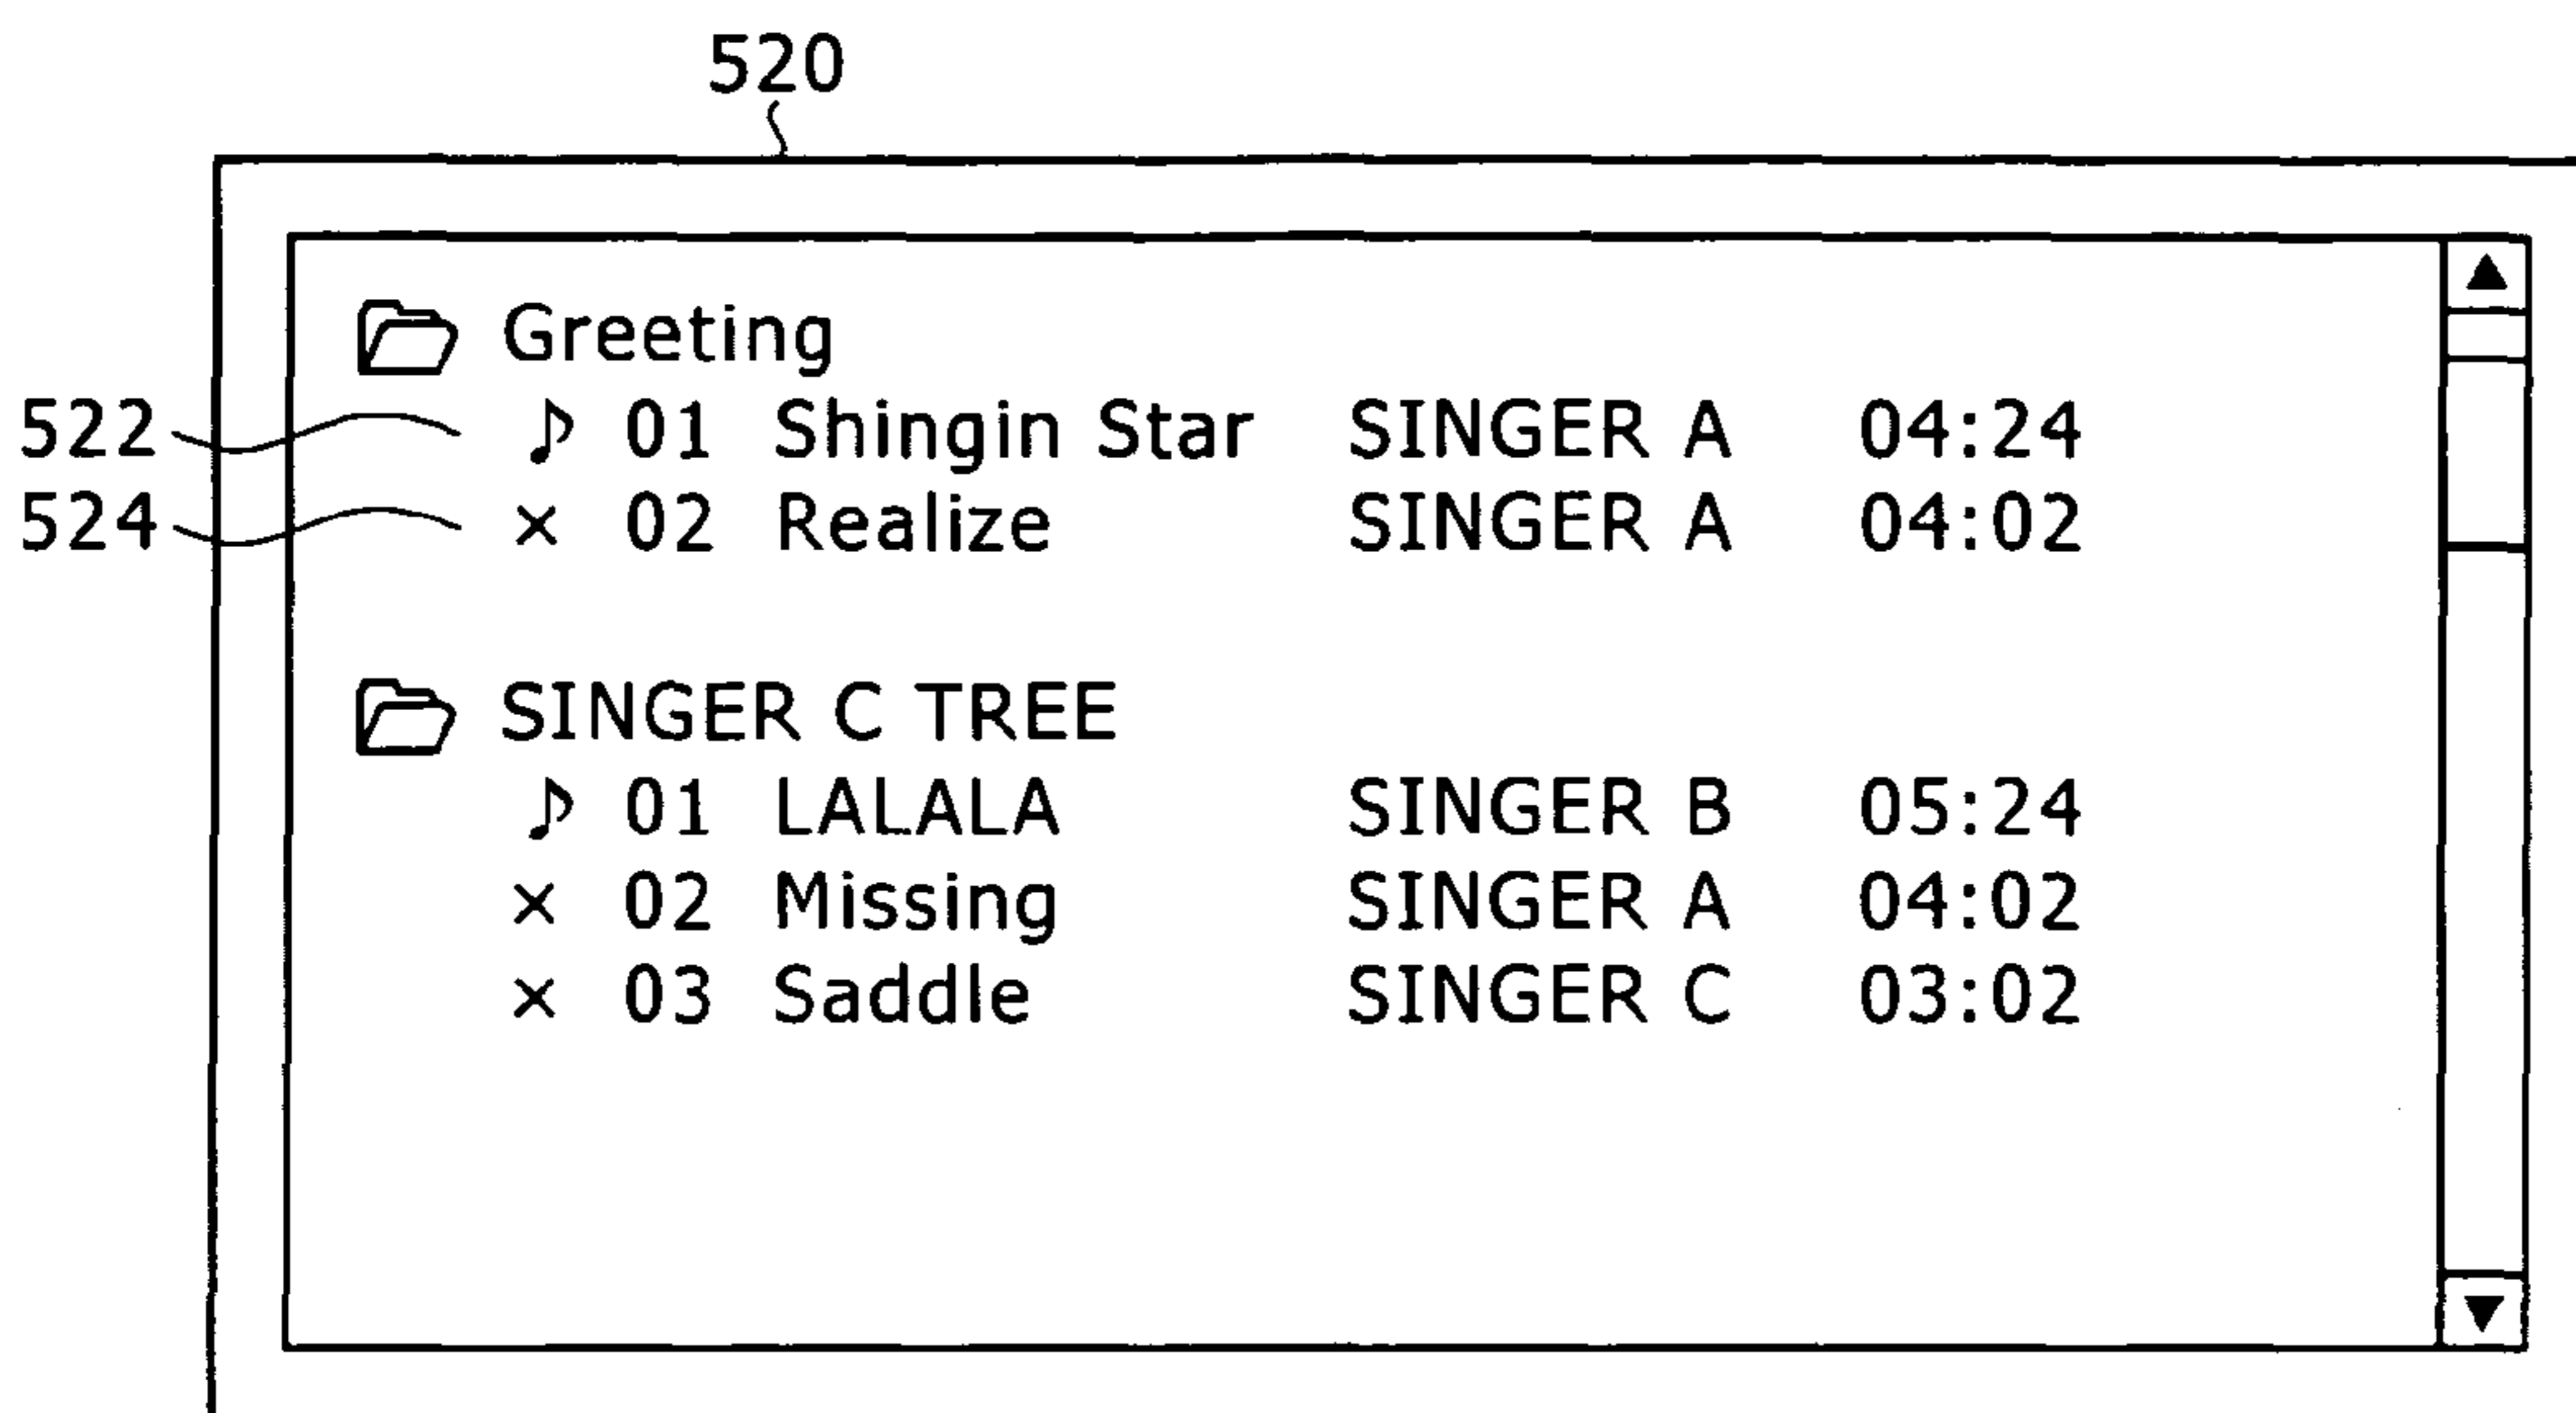 520
Greeting
522 ♪ 01 Shingin Star SINGER A 04:24
524 × 02 Realize SINGER A 04:02
SINGER C TREE
♪ 01 LALALA SINGER B 05:24
× 02 Missing SINGER A 04:02
× 03 Saddle SINGER C 03:02